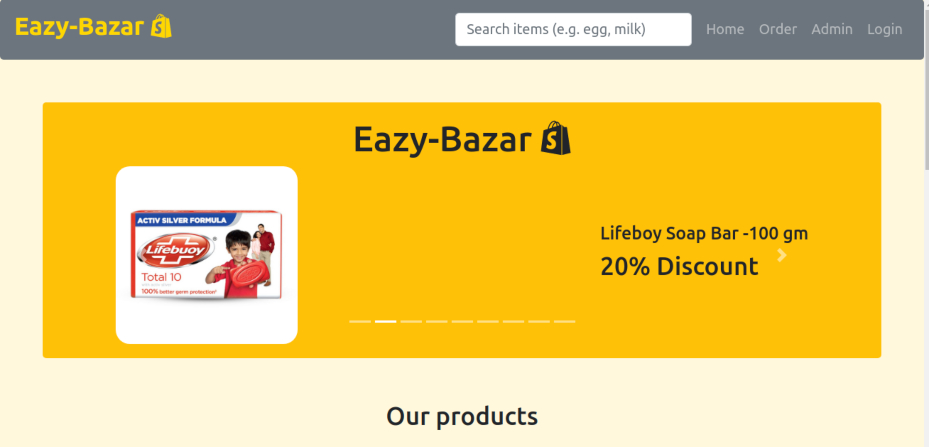 Eazy-Bazar
Search items (e.g. egg, milk)
Home Order Admin Login
Eazy-Bazar
ACTIV SILVER FORMULA
Lifebuoy
Total 10
100% better germ protection*
Lifeboy Soap Bar -100 gm
20% Discount
Our products